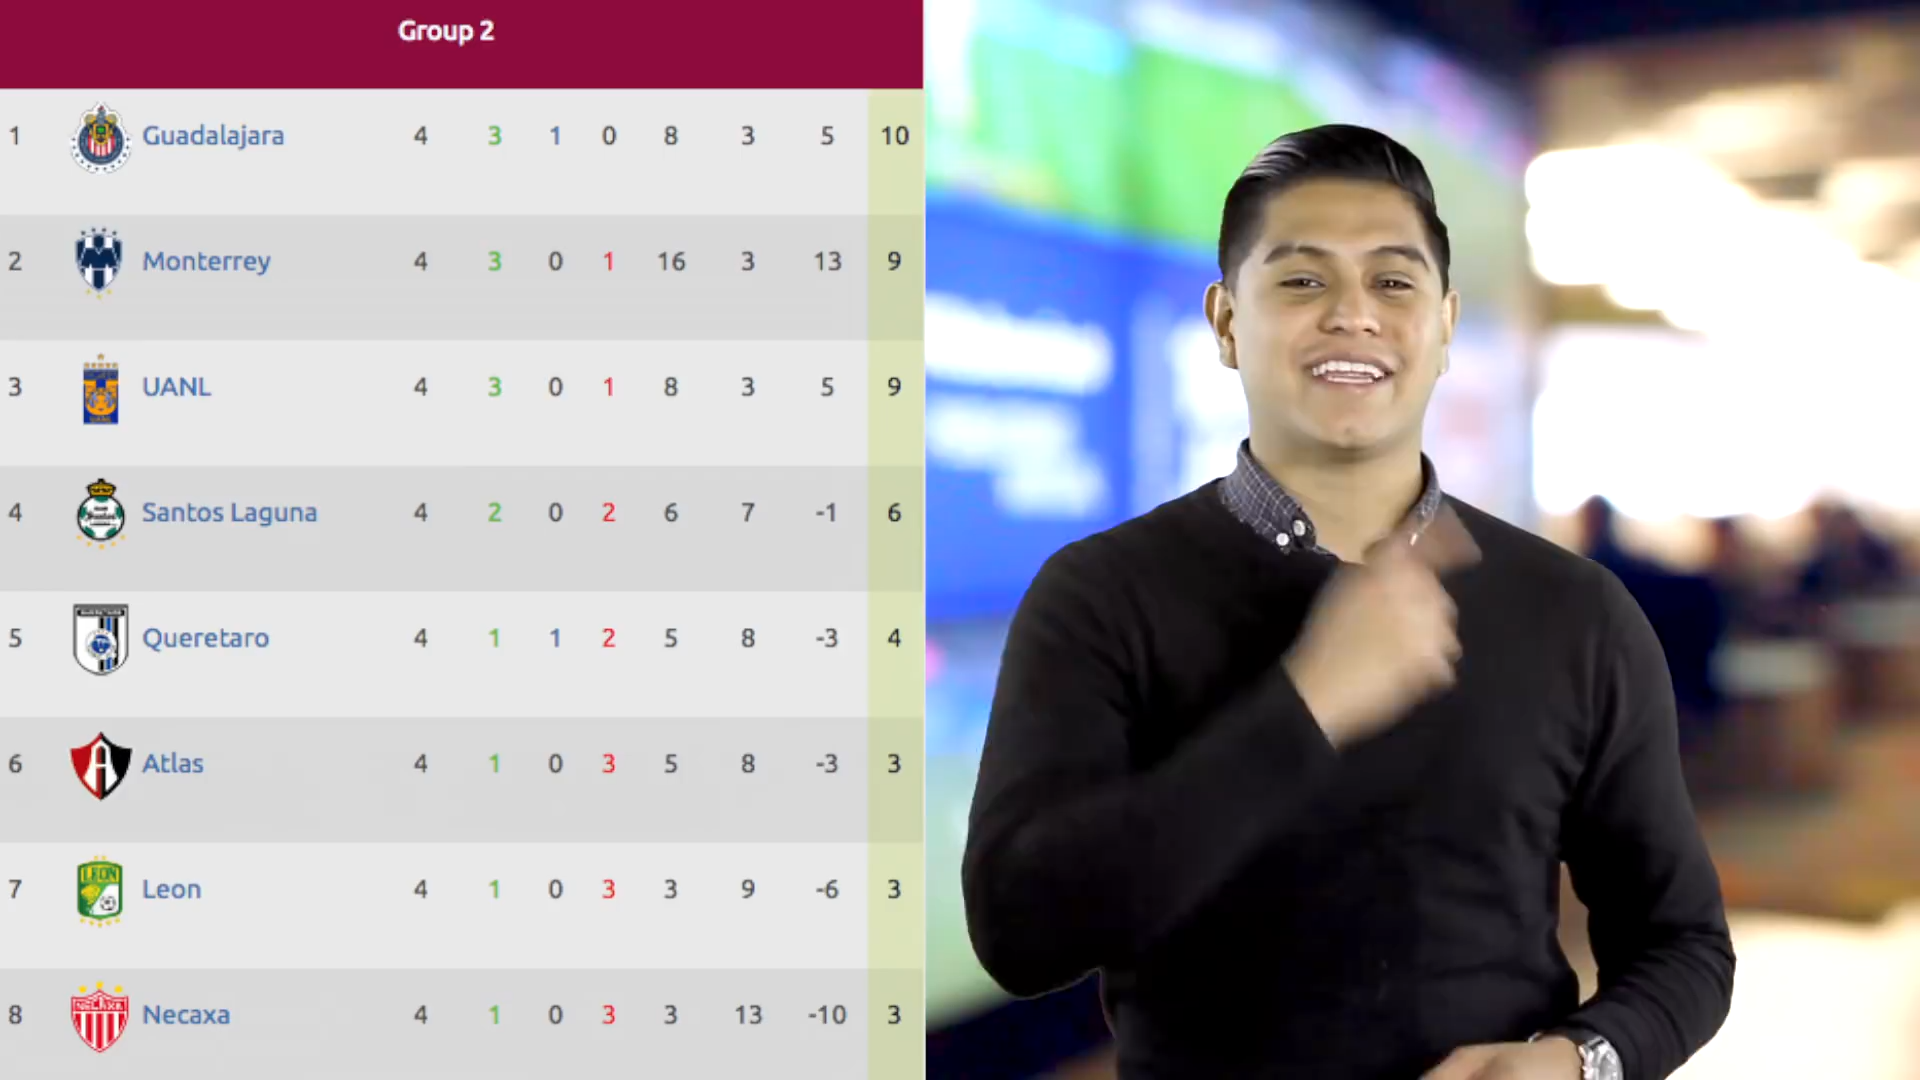 Group 2
1 Guadalajara 4 3 1 0 8 3 5 10
2 Monterrey 4 3 0 1 16 3 13 9
3 UANL 4 3 0 1 8 3 5 9
4 Santos Laguna 4 2 0 2 6 7 -1 6
5 Queretaro 4 1 1 2 5 8 -3 4
6 Atlas 4 1 0 3 5 8 -3 3
LEON
7 Leon 4 1 0 3 3 9 -6 3
NECAXA
8 Necaxa 4 1 0 3 3 13 -10 3